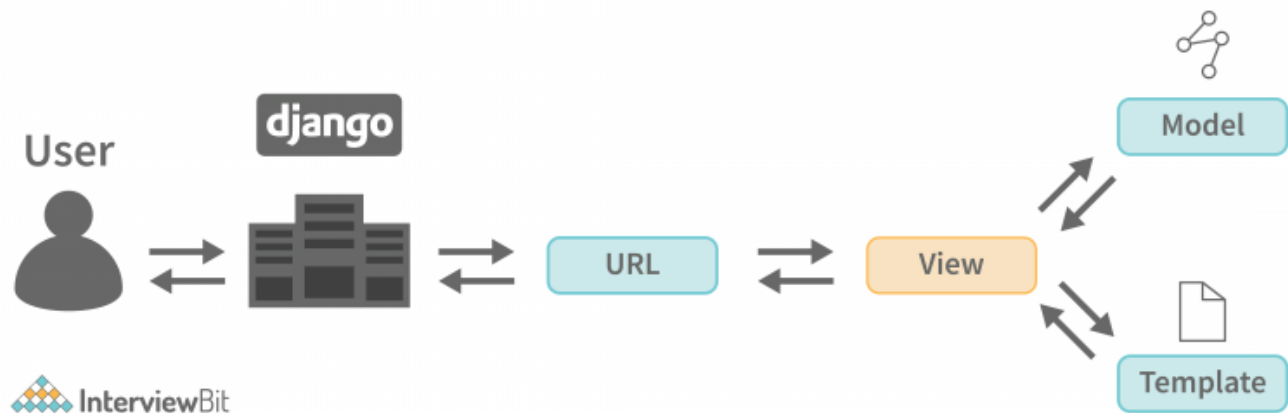 User
django
URL
View
Model
Template
InterviewBit